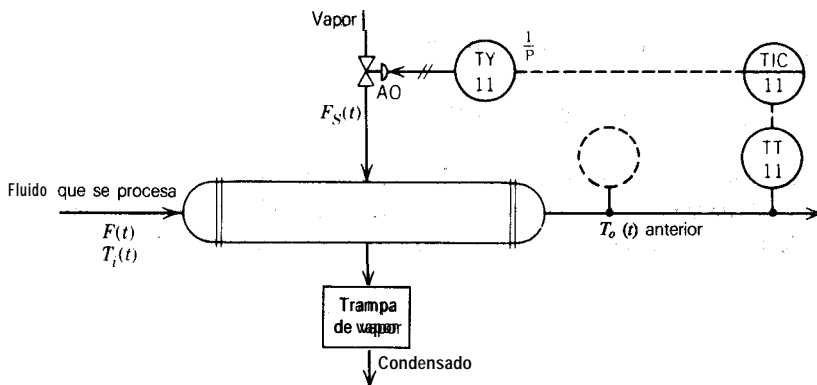 Vapor
TY
11
1/P
TIC
11
AO
F_S(t)
TT
11
Fluido que se procesa
F(t)
T_i(t)
T_o (t) anterior
Trampa
de vapor
Condensado